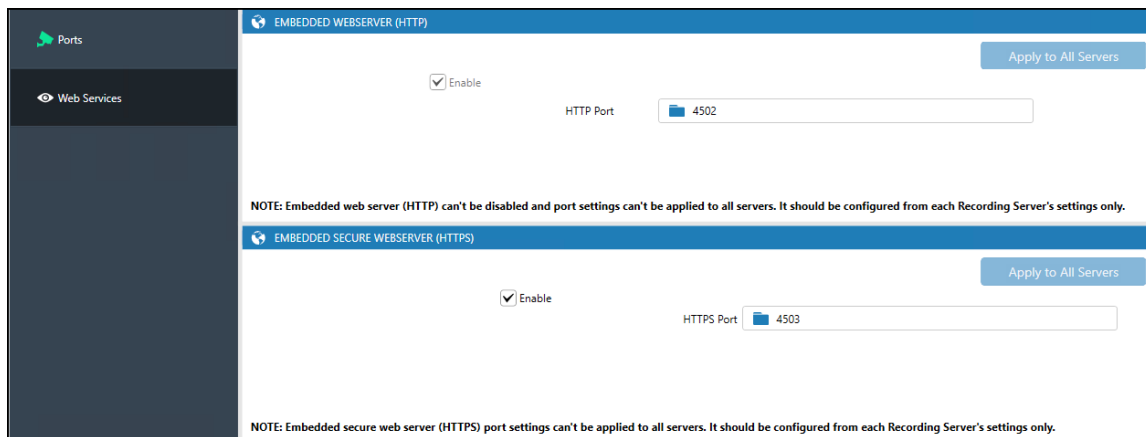 Ports
Web Services
EMBEDDED WEBSERVER (HTTP)
Apply to All Servers
Enable
HTTP Port 4502
NOTE: Embedded web server (HTTP) can't be disabled and port settings can't be applied to all servers. It should be configured from each Recording Server's settings only.
EMBEDDED SECURE WEBSERVER (HTTPS)
Apply to All Servers
Enable
HTTPS Port 4503
NOTE: Embedded secure web server (HTTPS) port settings can't be applied to all servers. It should be configured from each Recording Server's settings only.